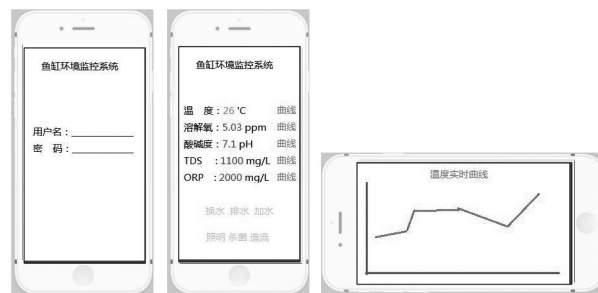 鱼缸环境监控系统
用户名：
密　码：
鱼缸环境监控系统
温　度：26 ℃ 曲线
溶解氧：5.03 ppm 曲线
酸碱度：7.1 pH 曲线
TDS ：1100 mg/L 曲线
ORP ：2000 mg/L 曲线
换水 排水 加水
照明 杀菌 造流
温度实时曲线